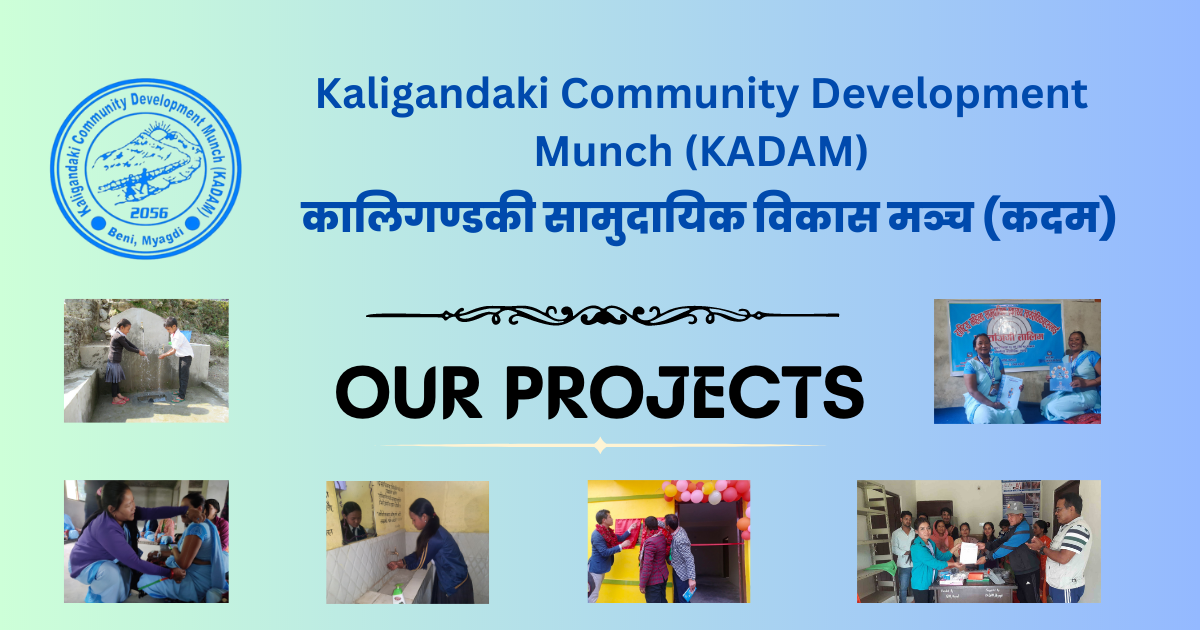 Kaligandaki Community Development Munch (KADAM)
2056
Beni, Myagdi
Kaligandaki Community Development
Munch (KADAM)
कालिगण्डकी सामुदायिक विकास मञ्च (कदम)
OUR PROJECTS